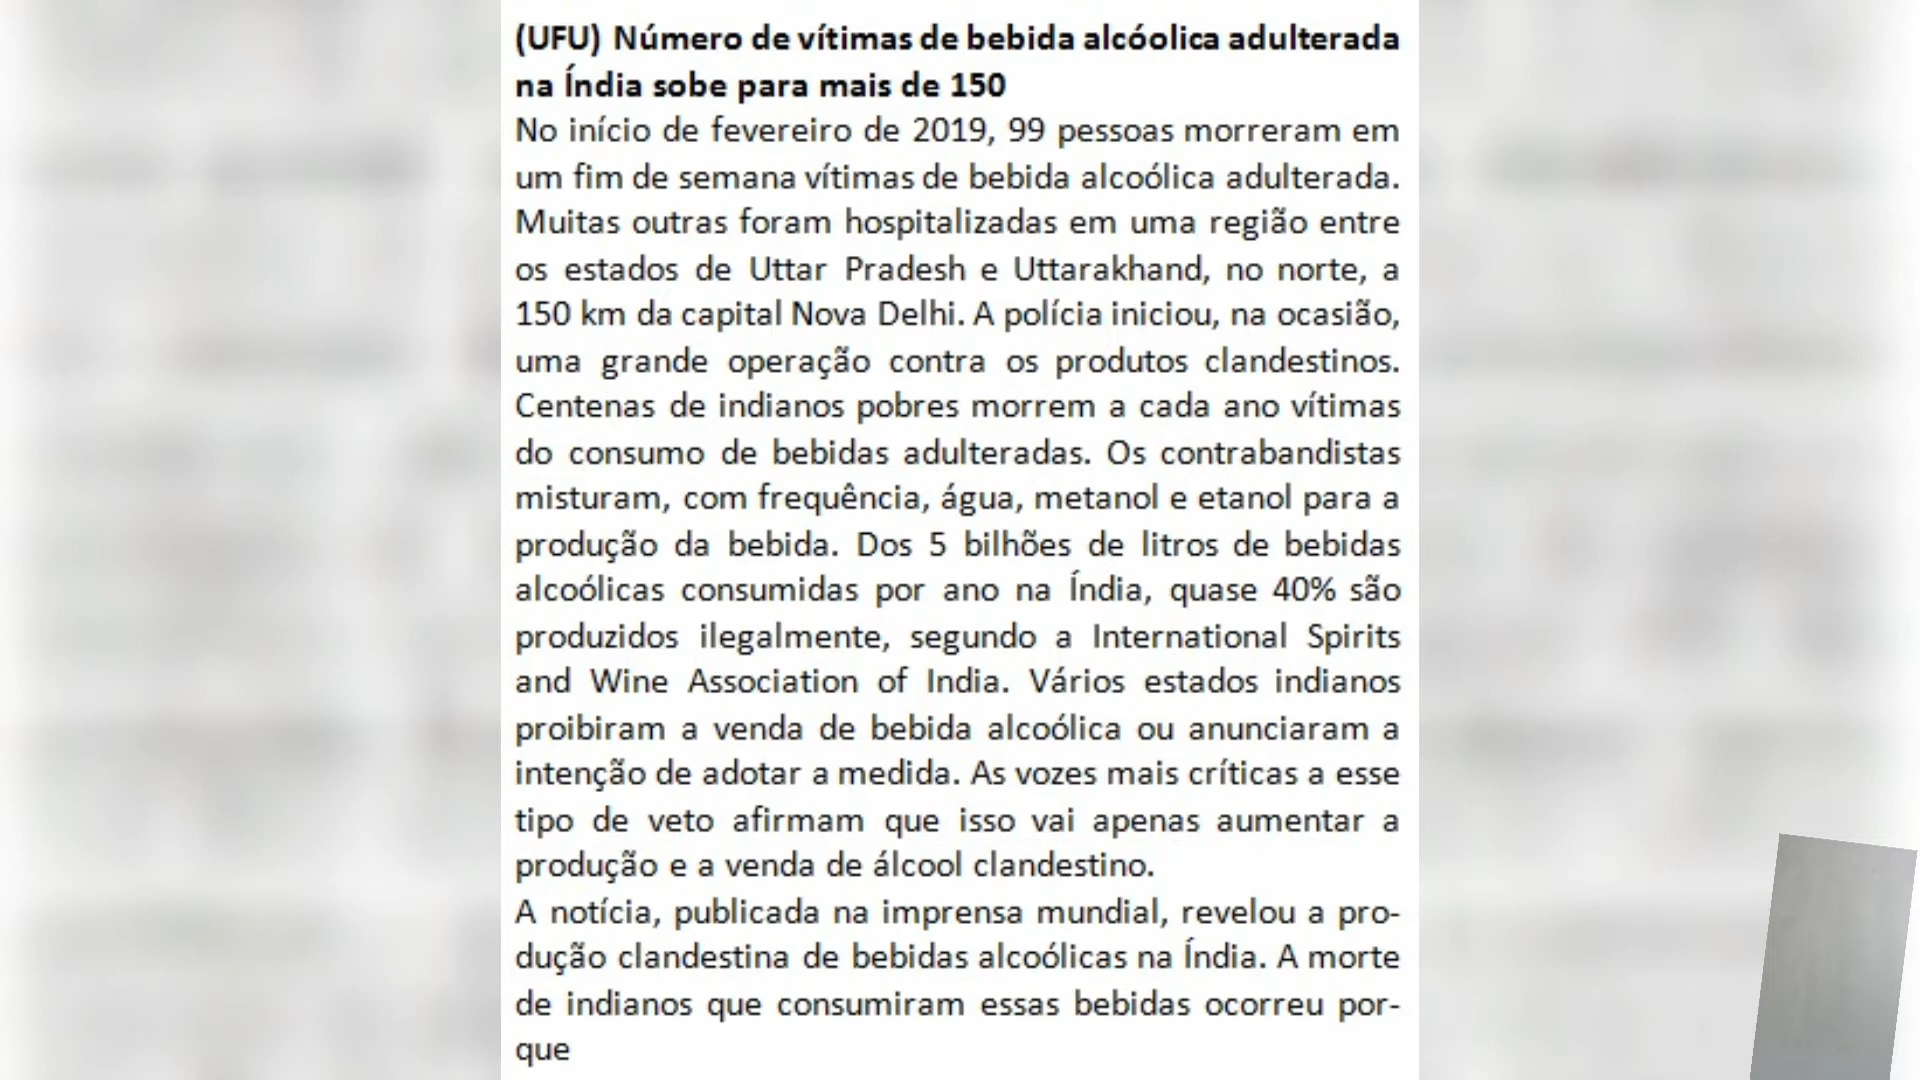 (UFU) Número de vítimas de bebida alcóolica adulterada
na Índia sobe para mais de 150
No início de fevereiro de 2019, 99 pessoas morreram em
um fim de semana vítimas de bebida alcoólica adulterada.
Muitas outras foram hospitalizadas em uma região entre
os estados de Uttar Pradesh e Uttarakhand, no norte, a
150 km da capital Nova Delhi. A polícia iniciou, na ocasião,
uma grande operação contra os produtos clandestinos.
Centenas de indianos pobres morrem a cada ano vítimas
do consumo de bebidas adulteradas. Os contrabandistas
misturam, com frequência, água, metanol e etanol para a
produção da bebida. Dos 5 bilhões de litros de bebidas
alcoólicas consumidas por ano na Índia, quase 40% são
produzidos ilegalmente, segundo a International Spirits
and Wine Association of India. Vários estados indianos
proibiram a venda de bebida alcoólica ou anunciaram a
intenção de adotar a medida. As vozes mais críticas a esse
tipo de veto afirmam que isso vai apenas aumentar a
produção e a venda de álcool clandestino.
A notícia, publicada na imprensa mundial, revelou a pro-
dução clandestina de bebidas alcoólicas na Índia. A morte
de indianos que consumiram essas bebidas ocorreu por-
que